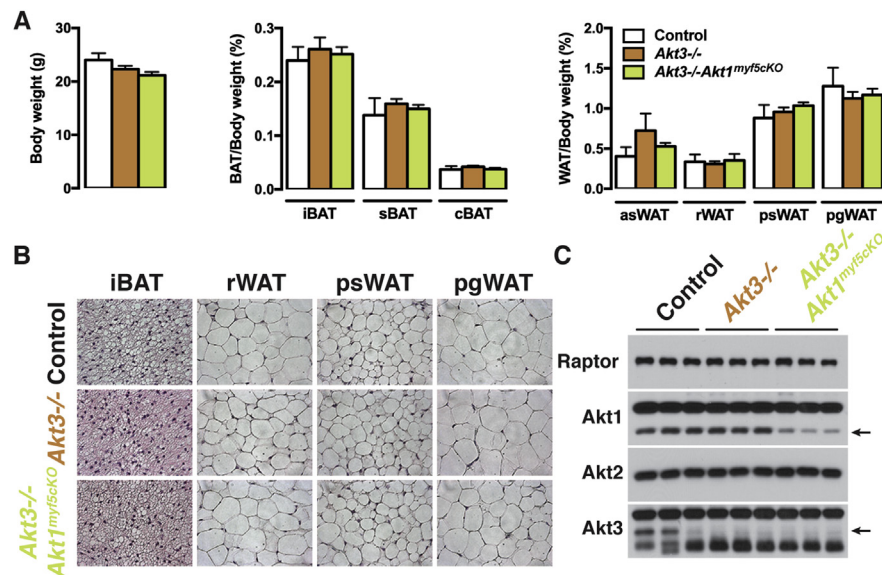 A
Body weight (g)
30
20
10
0
BAT/Body weight (%)
0.3
0.2
0.1
0.0
iBAT
sBAT
cBAT
WAT/Body weight (%)
2.0
1.5
1.0
0.5
0.0
asWAT
rWAT
psWAT
pgWAT
Control
Akt3-/-
Akt3-/-Akt1myf5cKO
B
iBAT
rWAT
psWAT
pgWAT
Control
Akt3-/-
Akt3-/-
Akt1myf5cKO
C
Control
Akt3-/-
Akt3-/-
Akt1myf5cKO
Raptor
Akt1
Akt2
Akt3